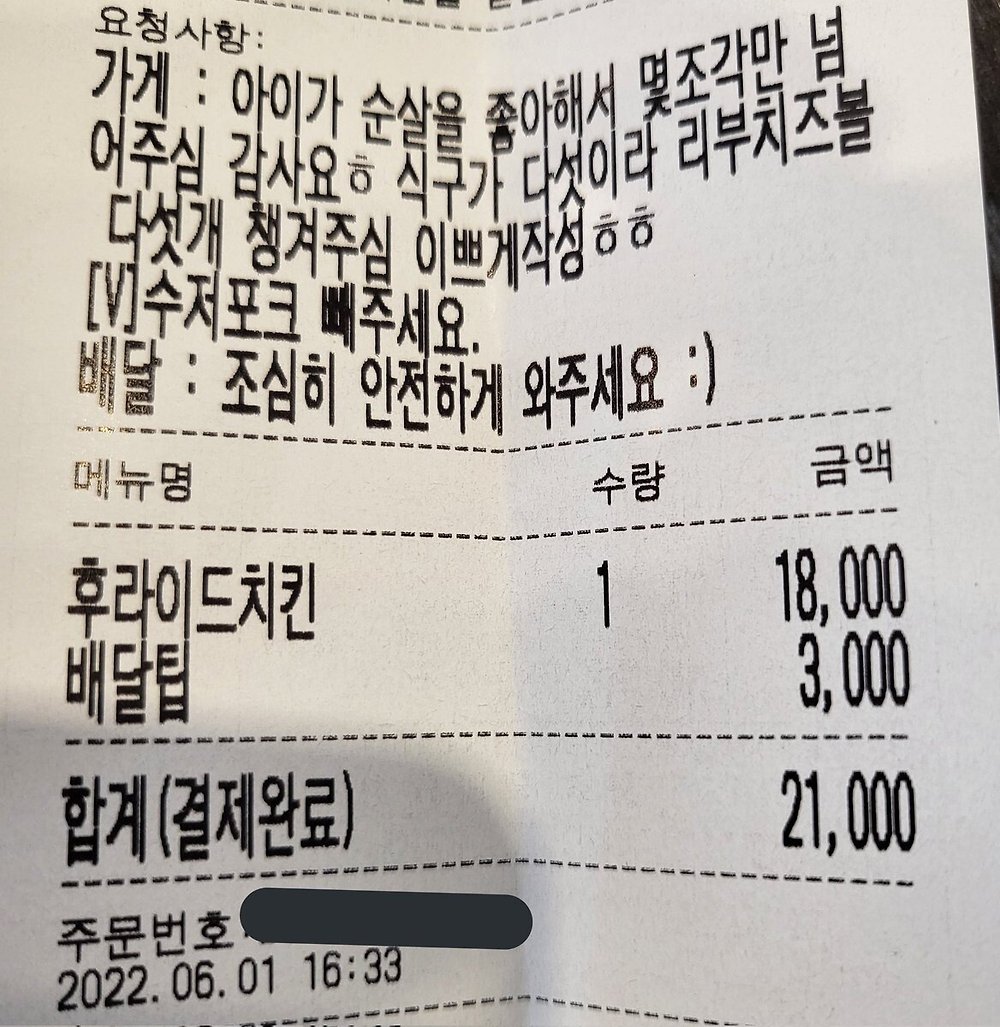 요청사항:
가게 : 아이가 순살을 좋아해서 몇조각만 넘
어주심 감사요ㅎ 식구가 다섯이라 리부치즈볼
다섯개 챙겨주심 이쁘게작성ㅎㅎ
[V]수저포크 빼주세요.
배달 : 조심히 안전하게 와주세요 :)
메뉴명 수량 금액
후라이드치킨 1 18,000
배달팁 3,000
합계(결제완료) 21,000
주문번호
2022.06.01 16:33